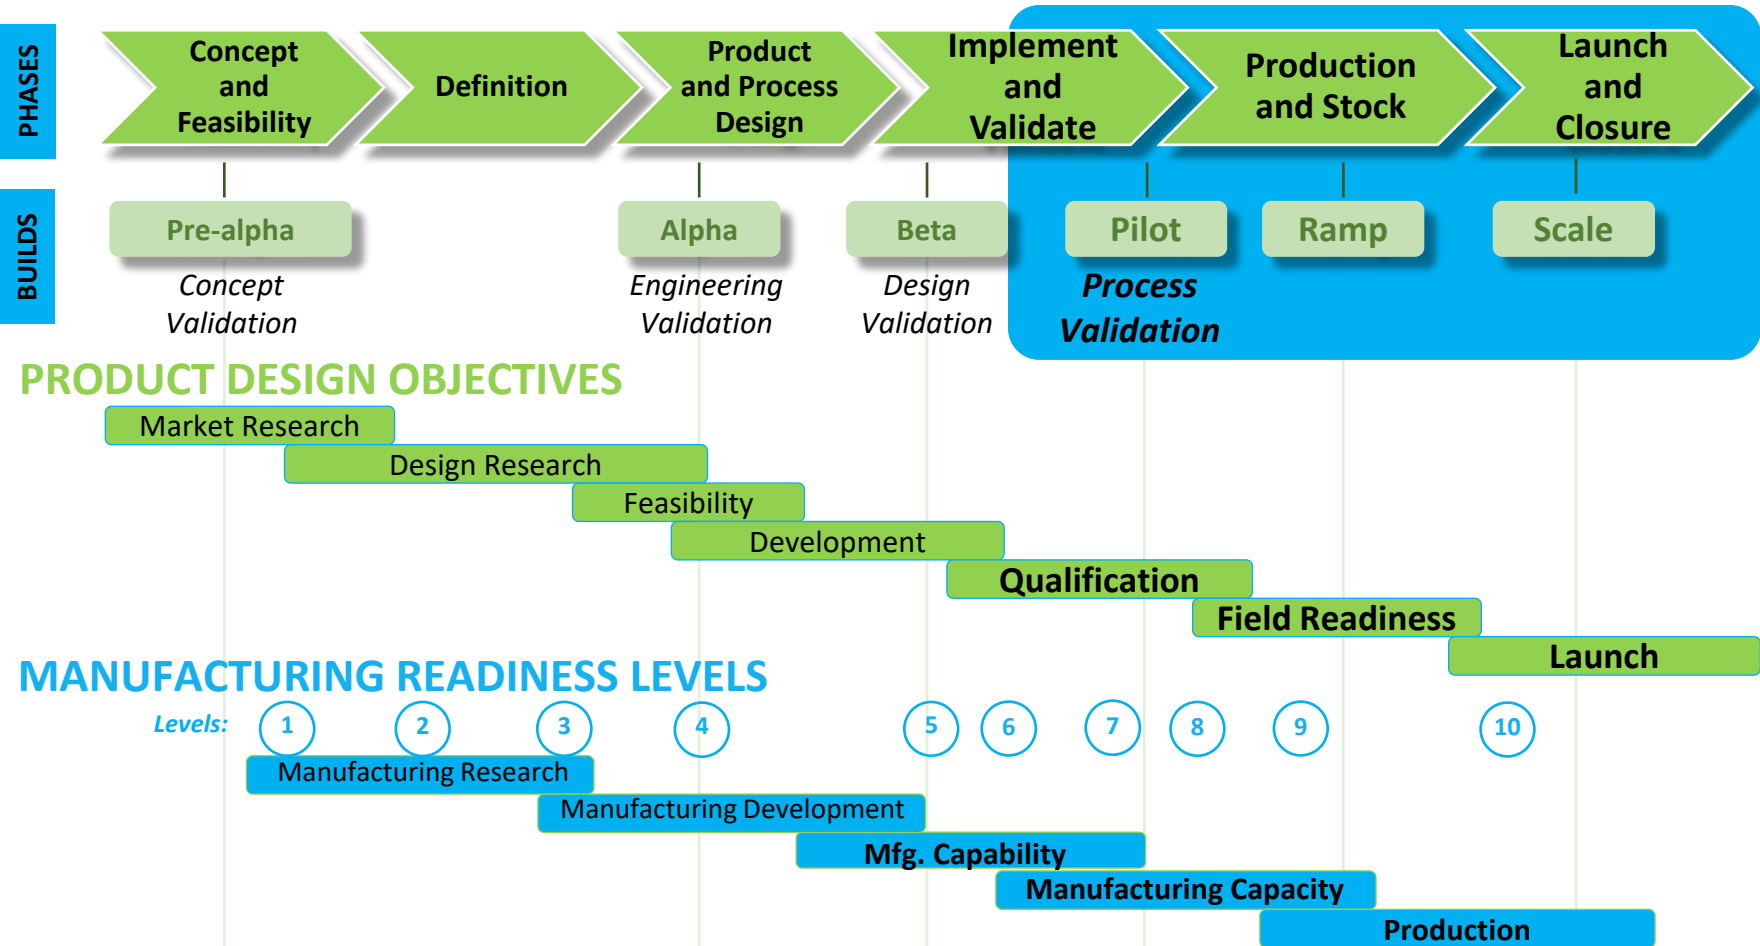 PHASES
Concept
and
Feasibility
Definition
Product
and Process
Design
Implement
and
Validate
Production
and Stock
Launch
and
Closure
BUILDS
Pre-alpha
Alpha
Beta
Pilot
Ramp
Scale
Concept
Validation
Engineering
Validation
Design
Validation
Process
Validation
PRODUCT DESIGN OBJECTIVES
Market Research
Design Research
Feasibility
Development
Qualification
Field Readiness
Launch
MANUFACTURING READINESS LEVELS
Levels: 1 2 3 4 5 6 7 8 9 10
Manufacturing Research
Manufacturing Development
Mfg. Capability
Manufacturing Capacity
Production